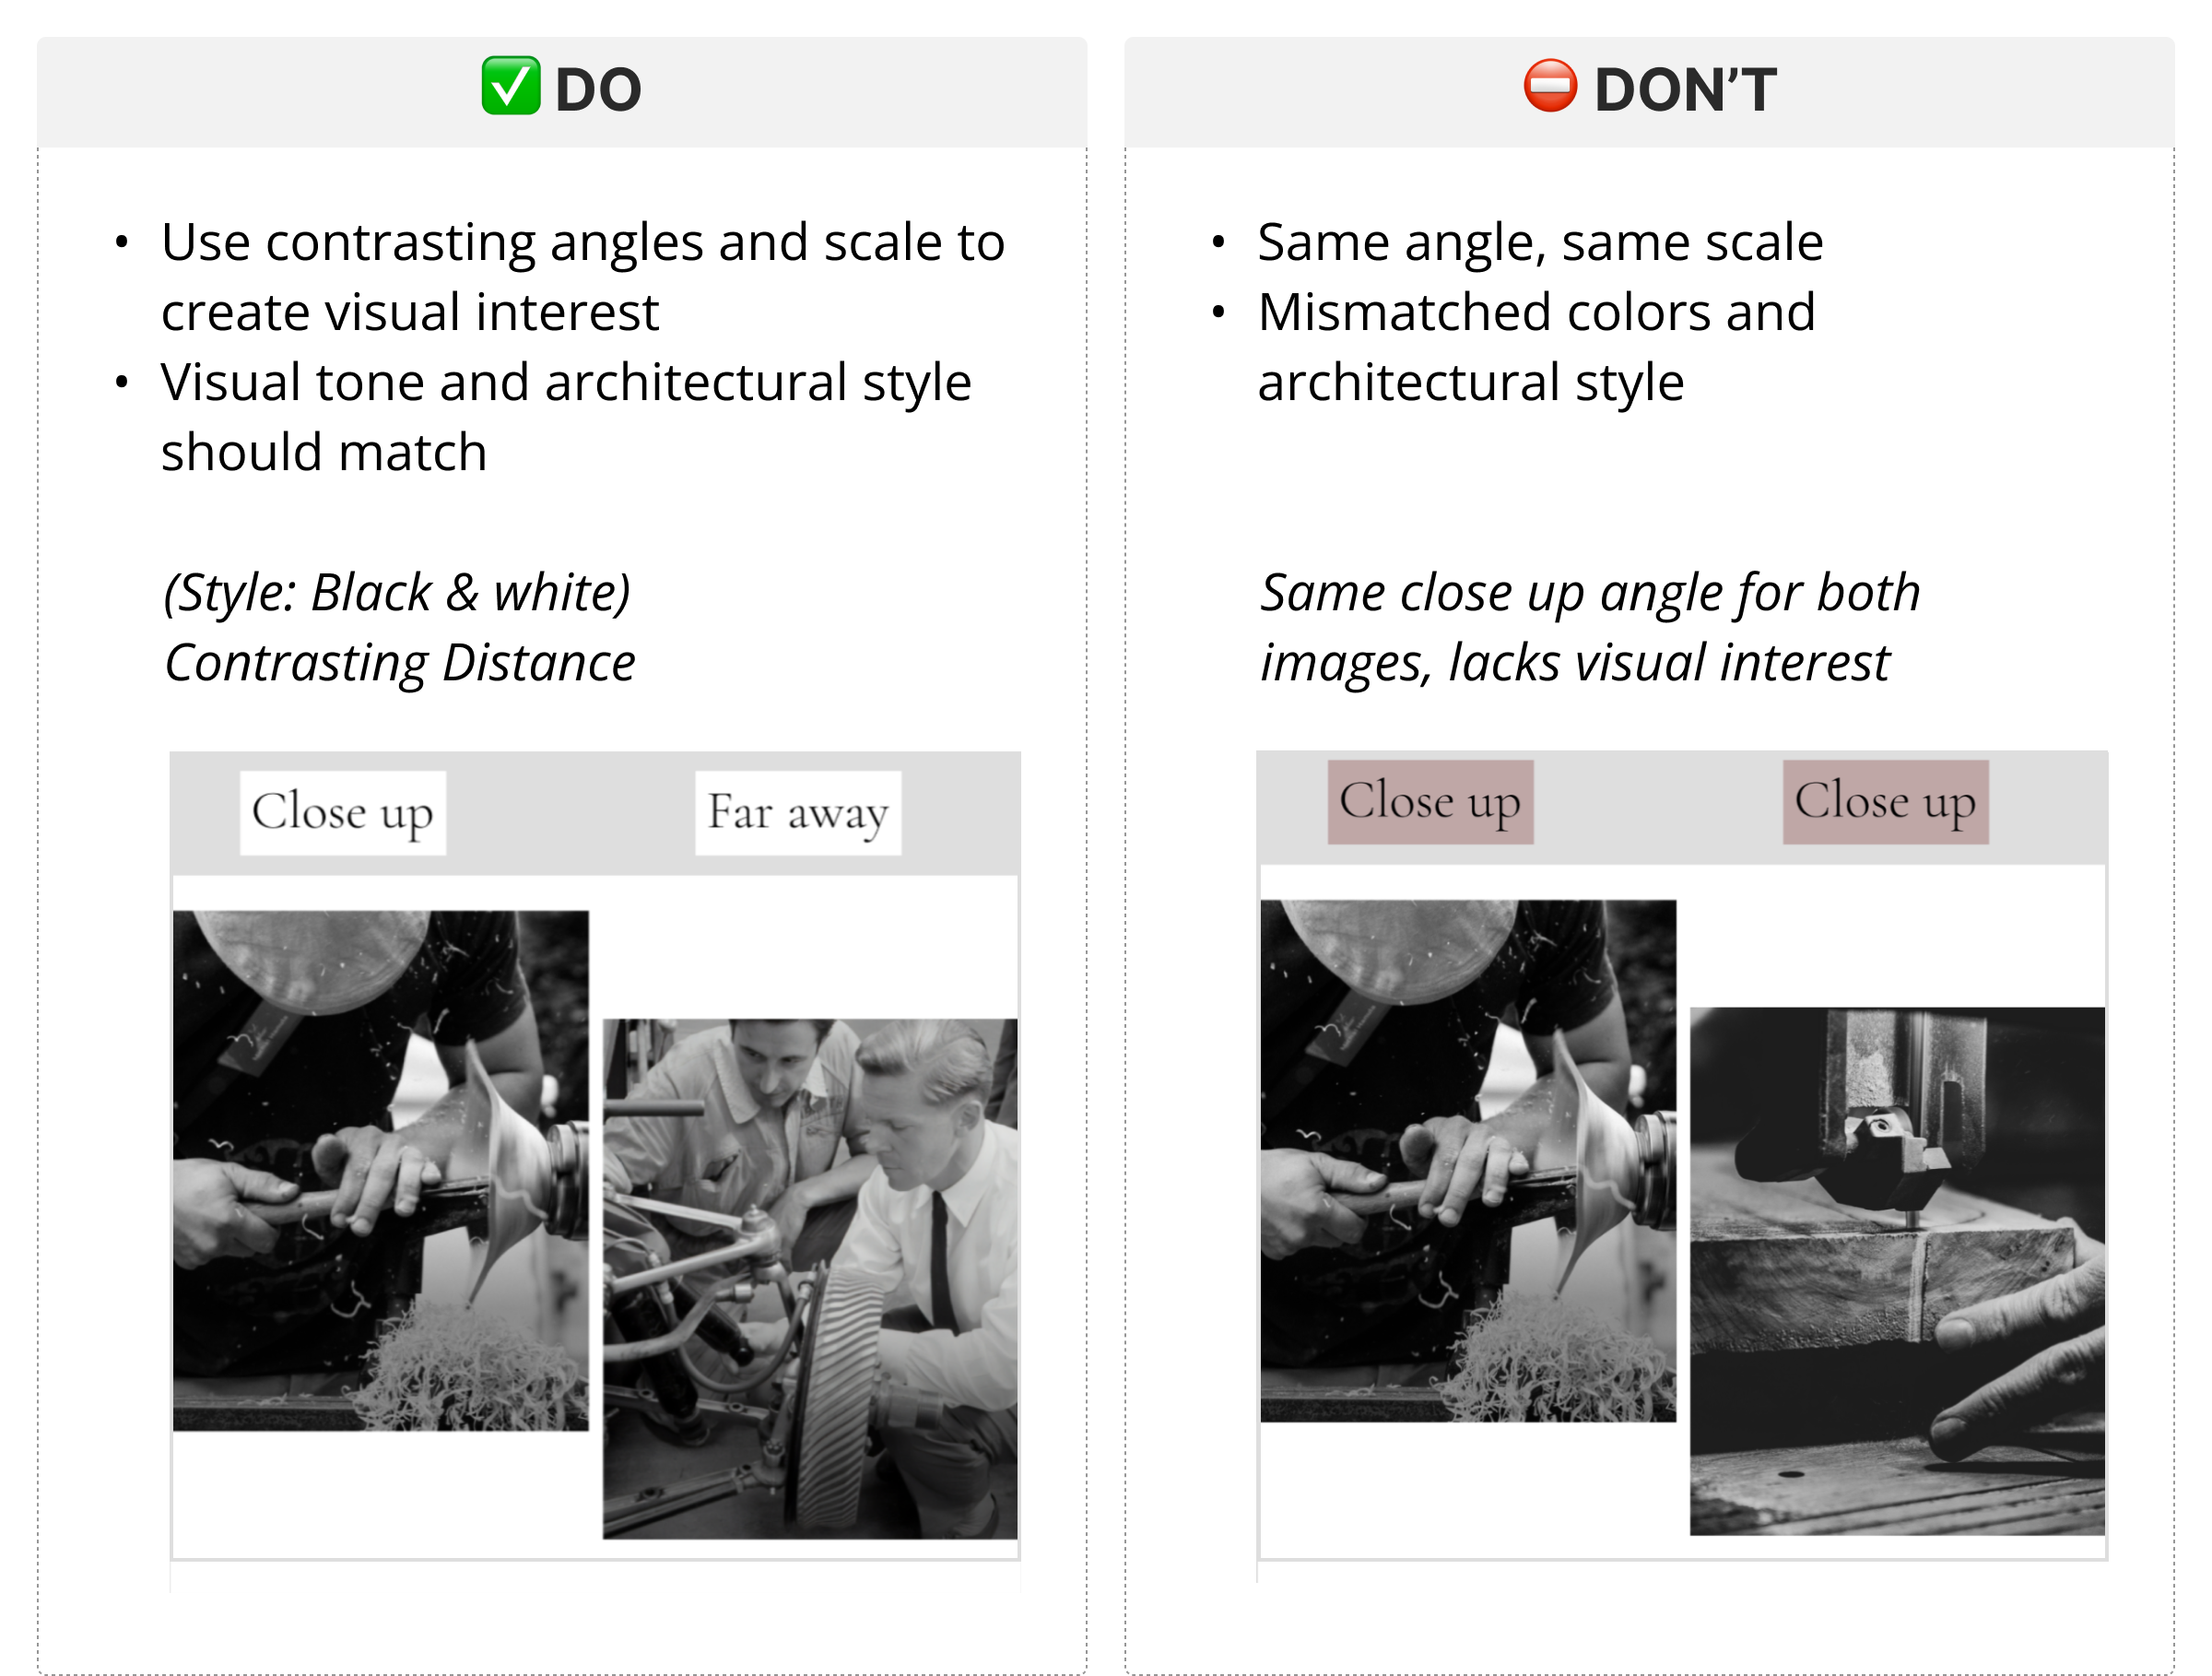 ✅ DO
• Use contrasting angles and scale to
create visual interest
• Visual tone and architectural style
should match
(Style: Black & white)
Contrasting Distance
Close up
Far away
⛔ DON’T
• Same angle, same scale
• Mismatched colors and
architectural style
Same close up angle for both
images, lacks visual interest
Close up
Close up